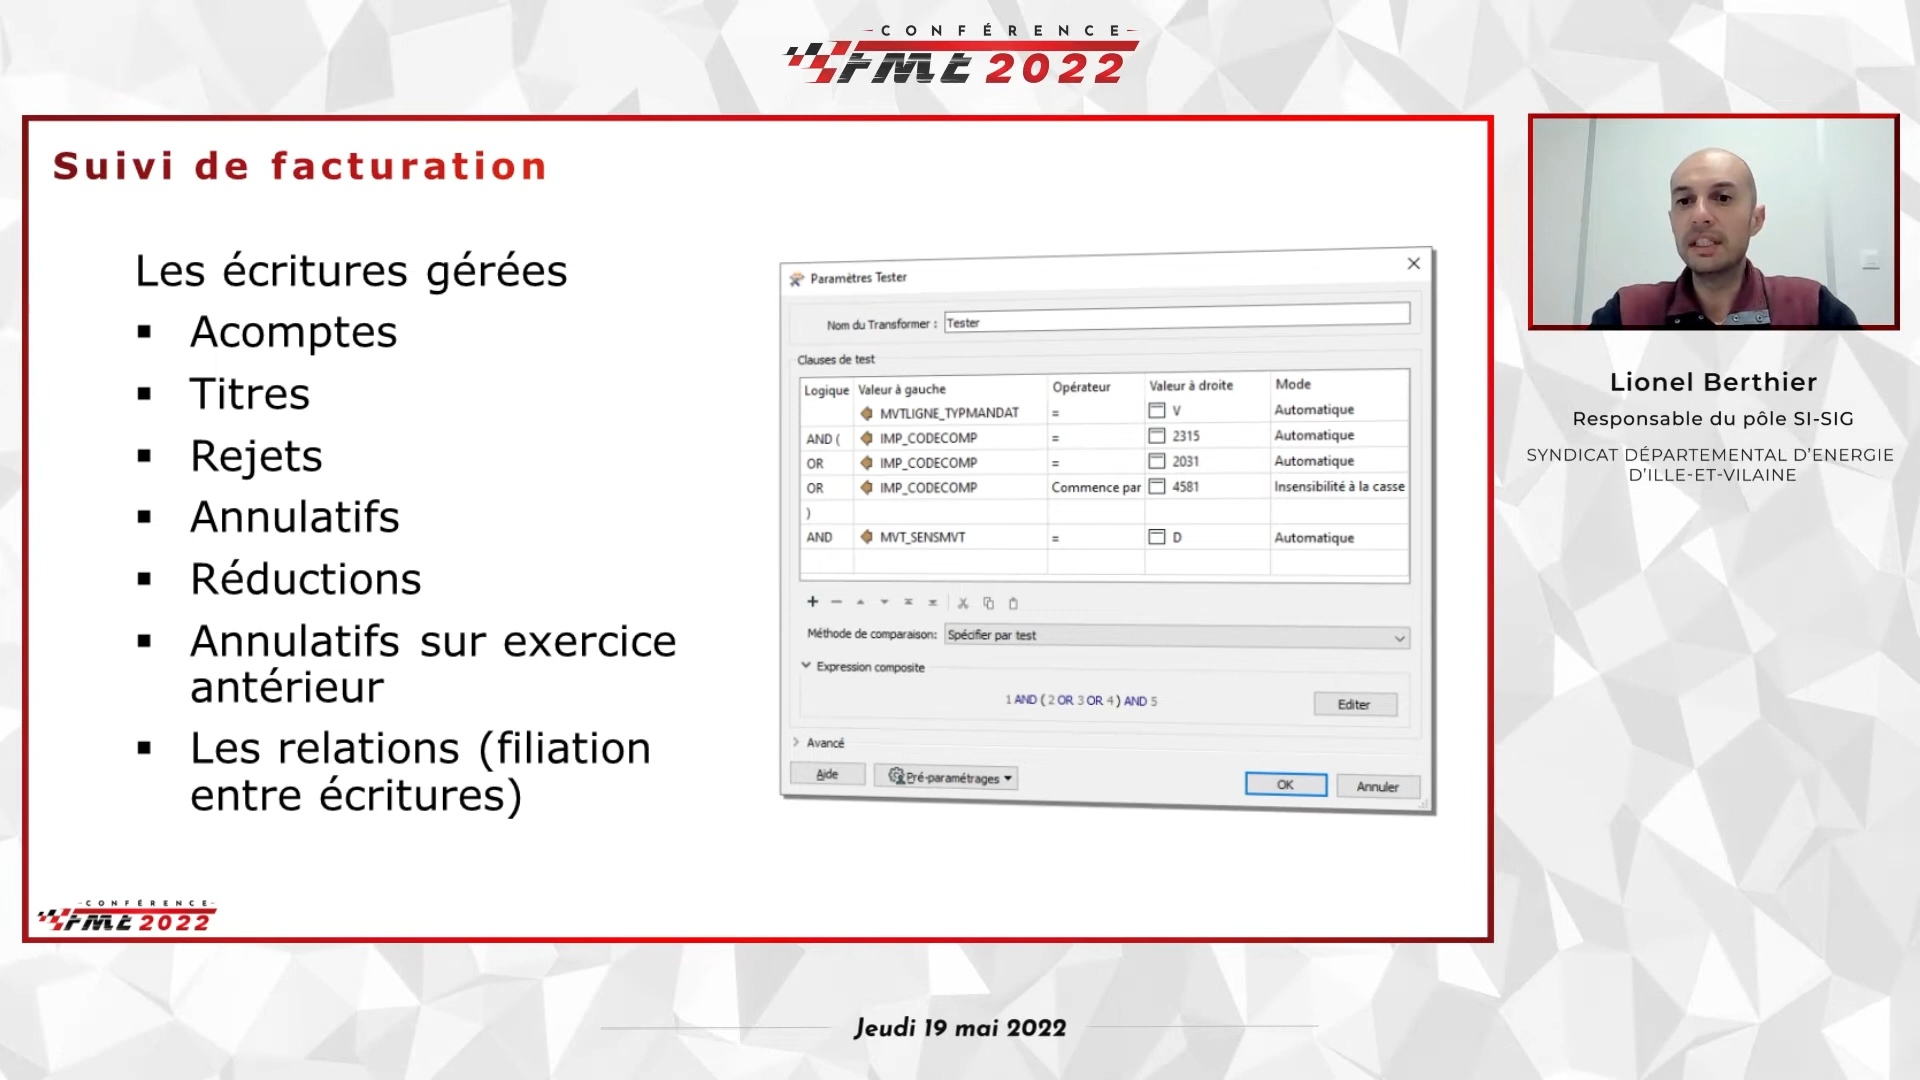 CONFÉRENCE
FME 2022
Suivi de facturation
Les écritures gérées
▪ Acomptes
▪ Titres
▪ Rejets
▪ Annulatifs
▪ Réductions
▪ Annulatifs sur exercice
antérieur
▪ Les relations (filiation
entre écritures)
Paramètres Tester
Nom du Transformer : Tester
Clauses de test
Logique Valeur à gauche Opérateur Valeur à droite Mode
MVTLIGNE_TYPMANDAT = V Automatique
AND ( IMP_CODECOMP = 2315 Automatique
OR IMP_CODECOMP = 2031 Automatique
OR IMP_CODECOMP Commence par 4581 Insensibilité à la casse
)
AND MVT_SENSMVT = D Automatique
Méthode de comparaison: Spécifier par test
Expression composite
1 AND ( 2 OR 3 OR 4 ) AND 5
Editer
Avancé
Aide Pré-paramétrages OK Annuler
CONFÉRENCE
FME 2022
Lionel Berthier
Responsable du pôle SI-SIG
SYNDICAT DÉPARTEMENTAL D'ENERGIE
D'ILLE-ET-VILAINE
Jeudi 19 mai 2022